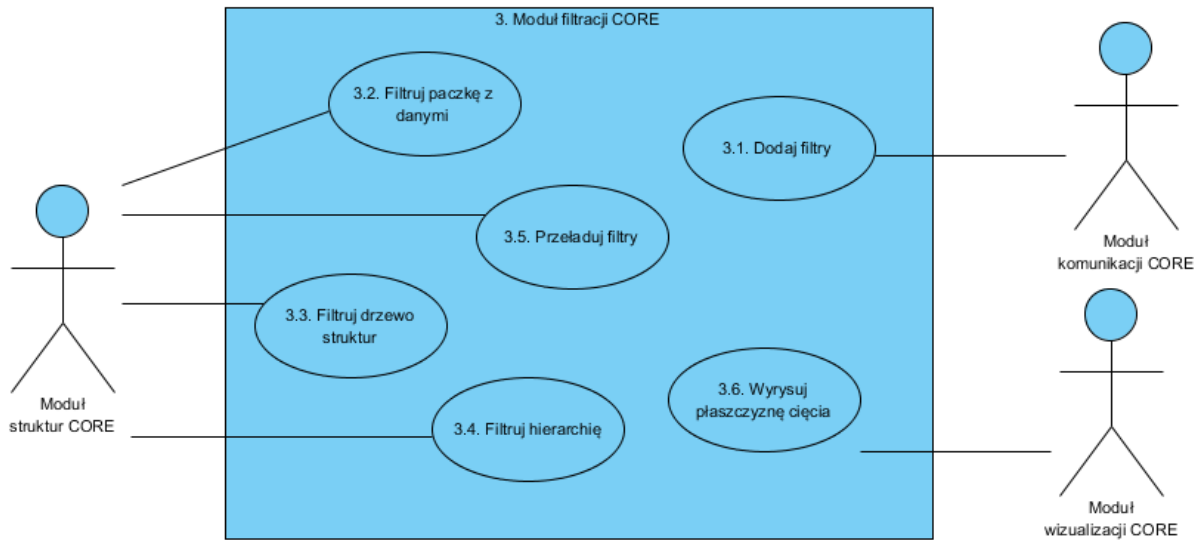 3. Moduł filtracji CORE
3.2. Filtruj paczkę z
danymi
3.1. Dodaj filtry
3.5. Przeładuj filtry
Moduł
komunikacji CORE
3.3. Filtruj drzewo
struktur
3.6. Wyrysuj
płaszczyznę cięcia
Moduł
struktur CORE
3.4. Filtruj hierarchię
Moduł
wizualizacji CORE